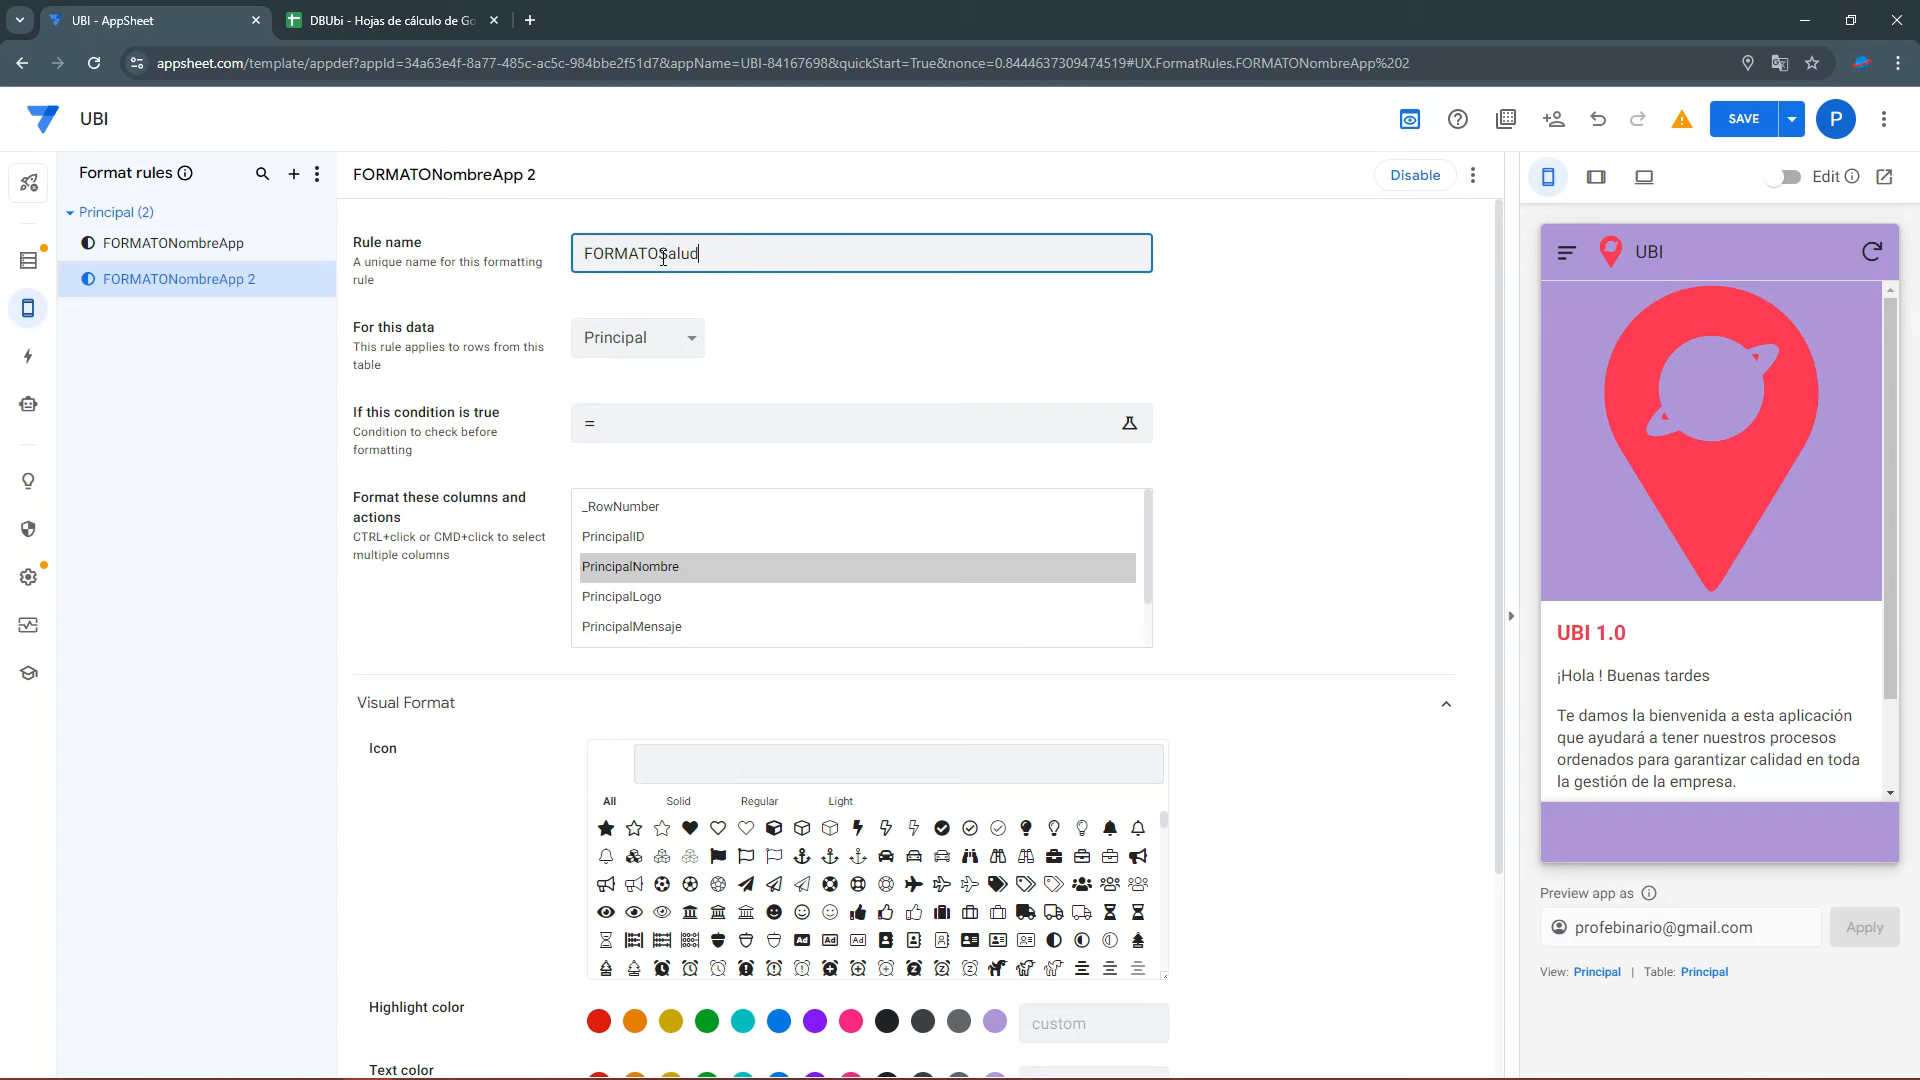 UBI - AppSheet
DBUbi - Hojas de cálculo de Go
appsheet.com/template/appdef?appId=34a63e4f-8a77-485c-ac5c-984bbe2f51d7&appName=UBI-84167698&quickStart=True&nonce=0.8444637309474519#UX.FormatRules.FORMATONombreApp%202
UBI
SAVE
P
Format rules
FORMATONombreApp 2
Disable
Edit
Principal (2)
FORMATONombreApp
FORMATONombreApp 2
Rule name
A unique name for this formatting
rule
FORMATOSalud
For this data
This rule applies to rows from this
table
Principal
If this condition is true
Condition to check before
formatting
=
Format these columns and
actions
CTRL+click or CMD+click to select
multiple columns
_RowNumber
PrincipalID
PrincipalNombre
PrincipalLogo
PrincipalMensaje
Visual Format
Icon
All
Solid
Regular
Light
Highlight color
custom
Text color
UBI
UBI 1.0
¡Hola ! Buenas tardes
Te damos la bienvenida a esta aplicación
que ayudará a tener nuestros procesos
ordenados para garantizar calidad en toda
la gestión de la empresa.
Preview app as
profebinario@gmail.com
Apply
View: Principal | Table: Principal